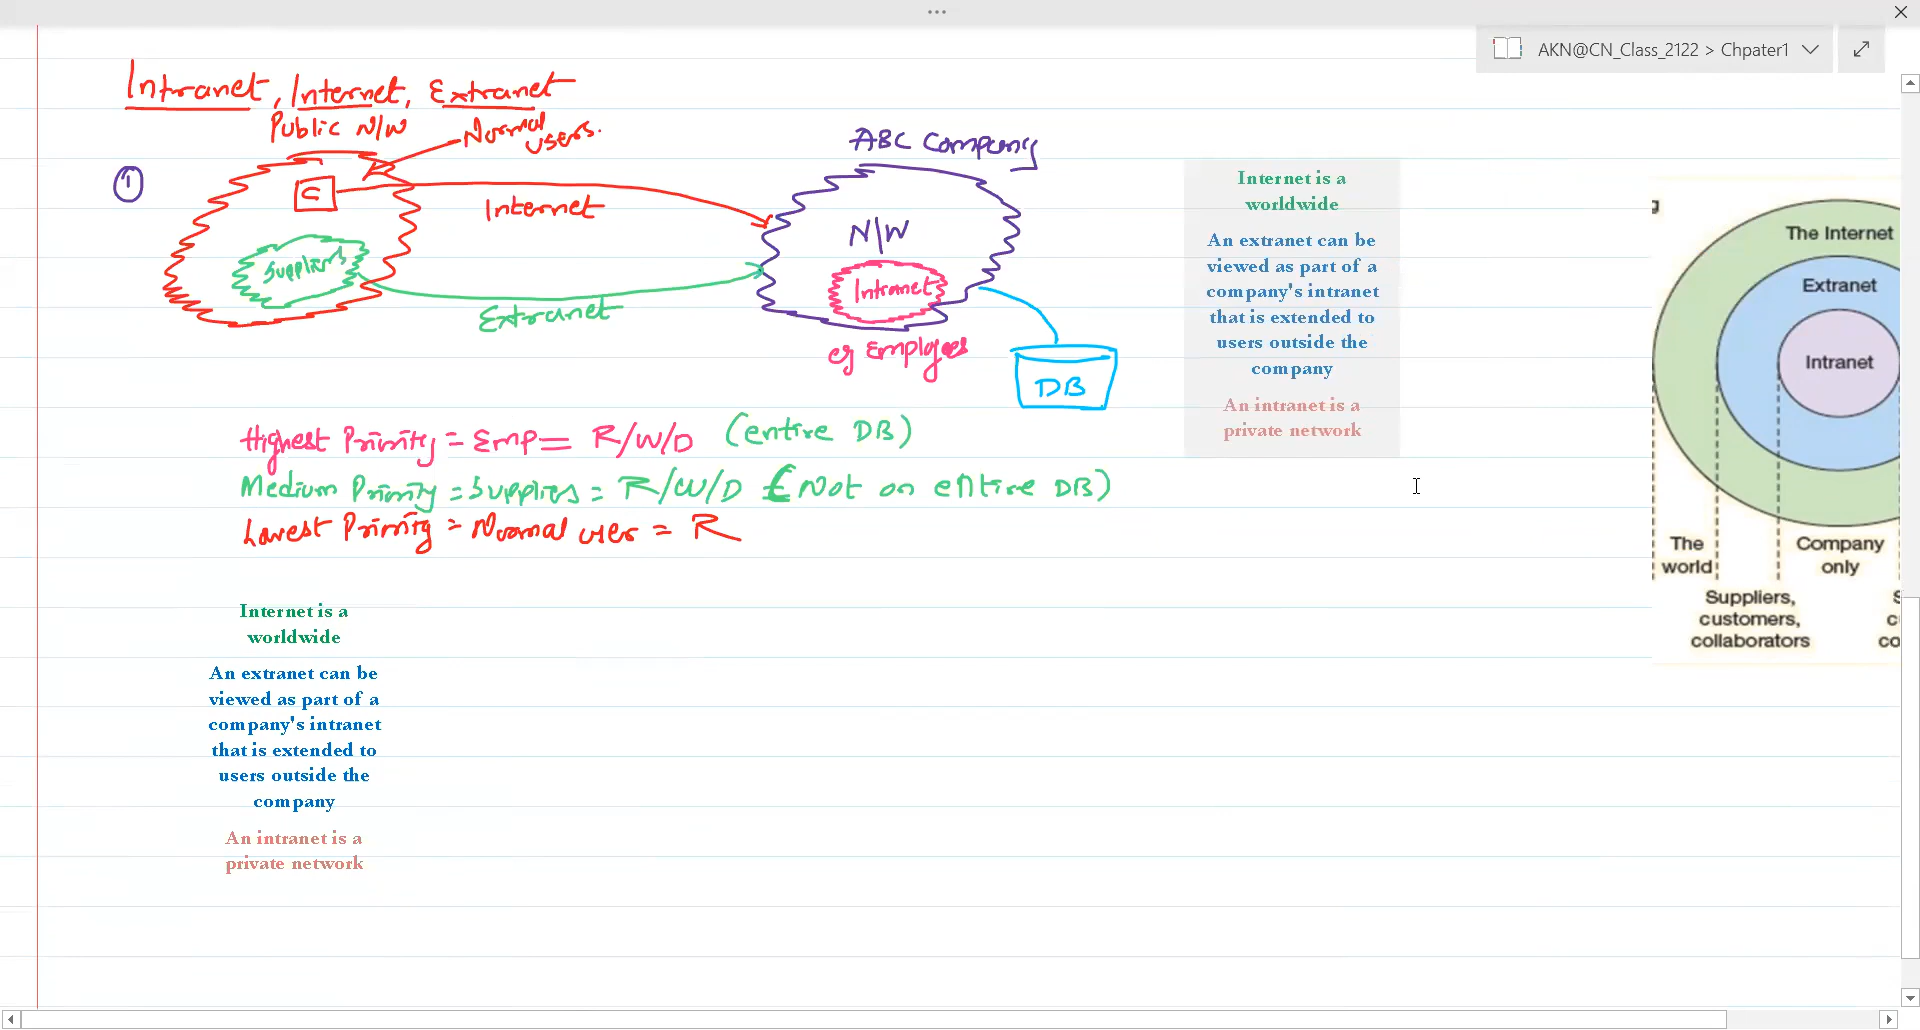 AKN@CN_Class_2122 > Chpater1
Intranet, Internet, Extranet
Public N/W
Normal users.
ABC Company
1
C
Internet
Suppliers
Extranet
N/W
Intranet
eg Employees
DB
Highest Priority = Emp = R/W/D (entire DB)
Medium Priority = Suppliers = R/W/D (Not on entire DB)
Lowest Priority = Normal user = R
Internet is a
worldwide
An extranet can be
viewed as part of a
company's intranet
that is extended to
users outside the
company
An intranet is a
private network
The Internet
Extranet
Intranet
The
world
Company
only
Suppliers,
customers,
collaborators
S
c
co
Internet is a
worldwide
An extranet can be
viewed as part of a
company's intranet
that is extended to
users outside the
company
An intranet is a
private network